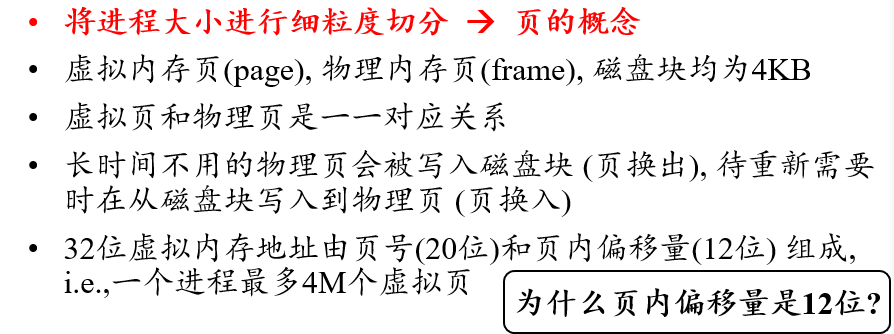 • 将进程大小进行细粒度切分 → 页的概念
• 虚拟内存页(page), 物理内存页(frame), 磁盘块均为4KB
• 虚拟页和物理页是一一对应关系
• 长时间不用的物理页会被写入磁盘块 (页换出), 待重新需要
时在从磁盘块写入到物理页 (页换入)
• 32位虚拟内存地址由页号(20位)和页内偏移量(12位) 组成,
i.e.,一个进程最多4M个虚拟页
为什么页内偏移量是12位?